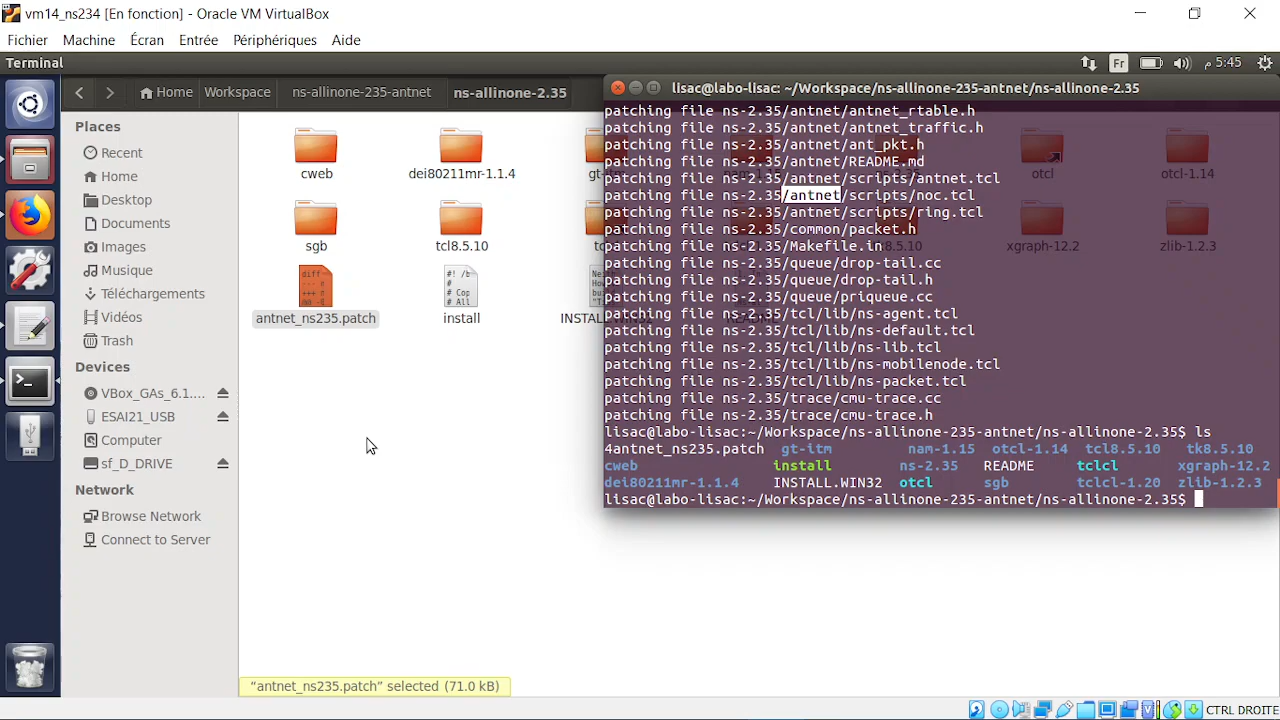 vm14_ns234 [En fonction] - Oracle VM VirtualBox
Fichier Machine Écran Entrée Périphériques Aide
Terminal
Fr
5:45 م
Home Workspace ns-allinone-235-antnet ns-allinone-2.35
Places
Recent
Home
Desktop
Documents
Images
Musique
Téléchargements
Vidéos
Trash
Devices
VBox_GAs_6.1....
ESAI21_USB
Computer
sf_D_DRIVE
Network
Browse Network
Connect to Server
cweb
dei80211mr-1.1.4
otcl
otcl-1.14
sgb
tcl8.5.10
xgraph-12.2
zlib-1.2.3
antnet_ns235.patch
install
"antnet_ns235.patch" selected (71.0 kB)
lisac@labo-lisac: ~/Workspace/ns-allinone-235-antnet/ns-allinone-2.35
patching file ns-2.35/antnet/antnet_rtable.h
patching file ns-2.35/antnet/antnet_traffic.h
patching file ns-2.35/antnet/ant_pkt.h
patching file ns-2.35/antnet/README.md
patching file ns-2.35/antnet/scripts/antnet.tcl
patching file ns-2.35/antnet/scripts/noc.tcl
patching file ns-2.35/antnet/scripts/ring.tcl
patching file ns-2.35/common/packet.h
patching file ns-2.35/Makefile.in
patching file ns-2.35/queue/drop-tail.cc
patching file ns-2.35/queue/drop-tail.h
patching file ns-2.35/queue/priqueue.cc
patching file ns-2.35/tcl/lib/ns-agent.tcl
patching file ns-2.35/tcl/lib/ns-default.tcl
patching file ns-2.35/tcl/lib/ns-lib.tcl
patching file ns-2.35/tcl/lib/ns-mobilenode.tcl
patching file ns-2.35/tcl/lib/ns-packet.tcl
patching file ns-2.35/trace/cmu-trace.cc
patching file ns-2.35/trace/cmu-trace.h
lisac@labo-lisac:~/Workspace/ns-allinone-235-antnet/ns-allinone-2.35$ ls
4antnet_ns235.patch gt-itm nam-1.15 otcl-1.14 tcl8.5.10 tk8.5.10
cweb install ns-2.35 README tclcl xgraph-12.2
dei80211mr-1.1.4 INSTALL.WIN32 otcl sgb tclcl-1.20 zlib-1.2.3
lisac@labo-lisac:~/Workspace/ns-allinone-235-antnet/ns-allinone-2.35$
CTRL DROITE